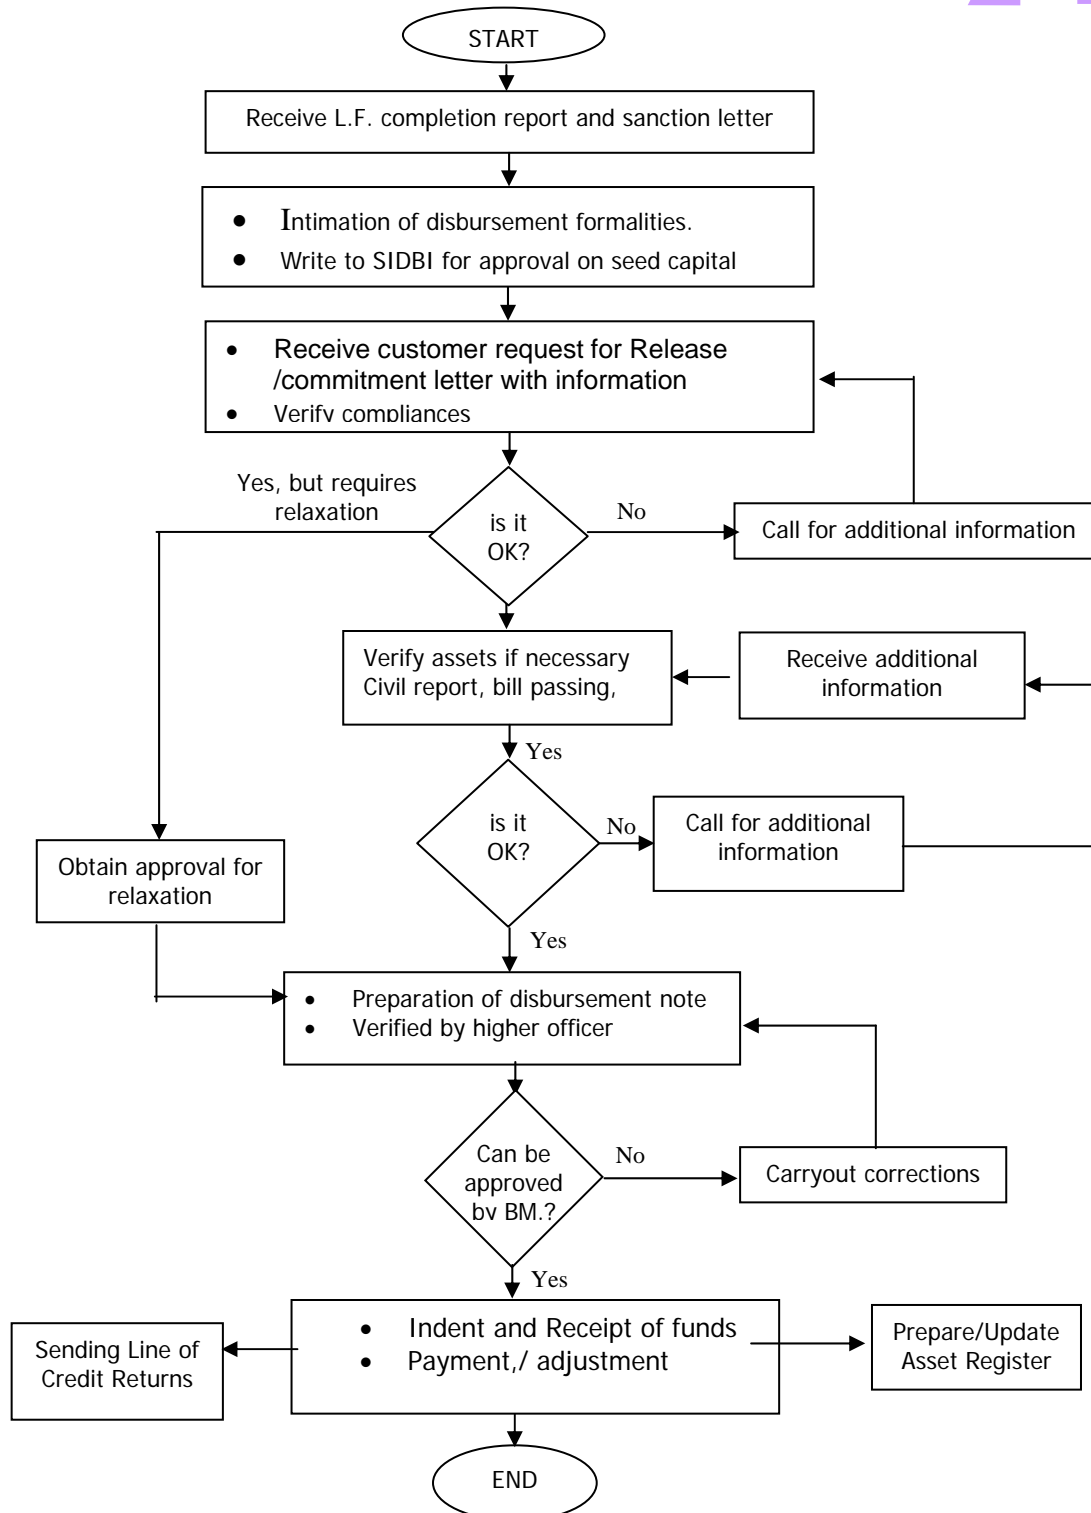 START
Receive L.F. completion report and sanction letter
• Intimation of disbursement formalities.
• Write to SIDBI for approval on seed capital
• Receive customer request for Release
/commitment letter with information
• Verify compliances
Yes, but requires
relaxation
is it
OK?
No
Call for additional information
Verify assets if necessary
Civil report, bill passing,
Receive additional
information
Yes
is it
OK?
No
Call for additional
information
Obtain approval for
relaxation
Yes
• Preparation of disbursement note
• Verified by higher officer
Can be
approved
by BM.?
No
Carryout corrections
Yes
• Indent and Receipt of funds
• Payment,/ adjustment
Sending Line of
Credit Returns
Prepare/Update
Asset Register
END